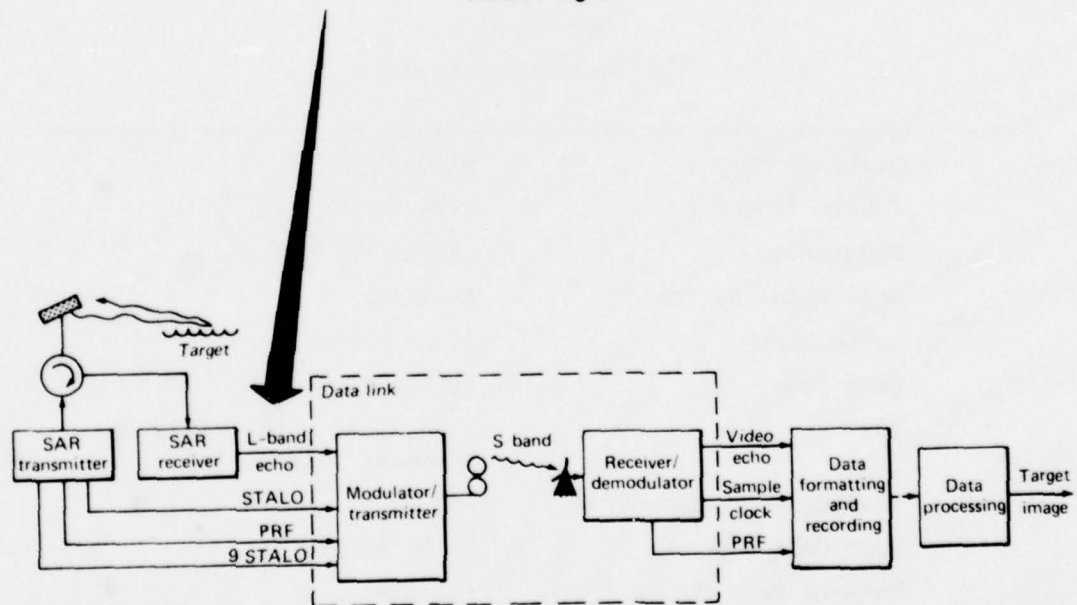 Target
Data link
SAR
transmitter
SAR
receiver
L-band
echo
STALO
PRF
9 STALO
Modulator/
transmitter
S band
Receiver/
demodulator
Video
echo
Sample
clock
PRF
Data
formatting
and
recording
Data
processing
Target
image